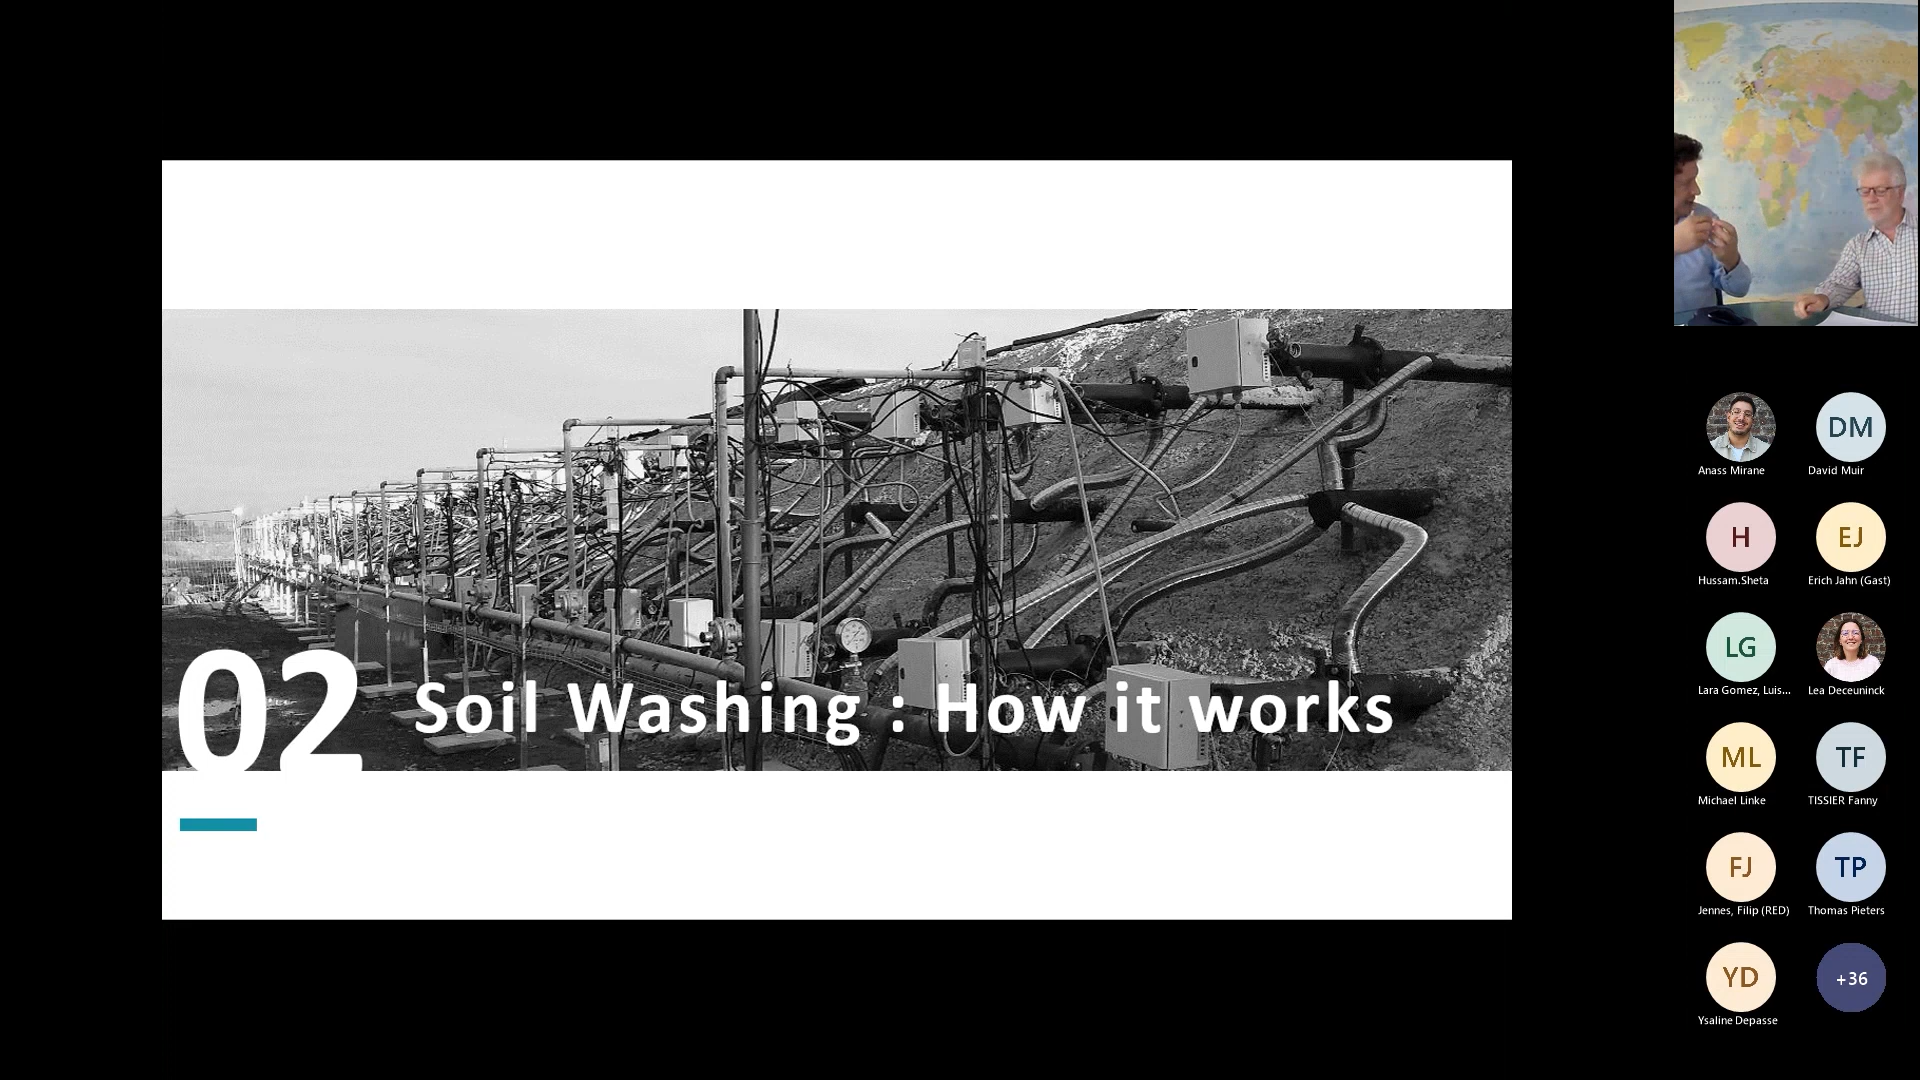 02 Soil Washing : How it works
Anass Mirane
DM
David Muir
H
Hussam.Sheta
EJ
Erich Jahn (Gast)
LG
Lara Gomez, Luis...
Lea Deceuninck
ML
Michael Linke
TF
TISSIER Fanny
FJ
Jennes, Filip (RED)
TP
Thomas Pieters
YD
Ysaline Depasse
+36